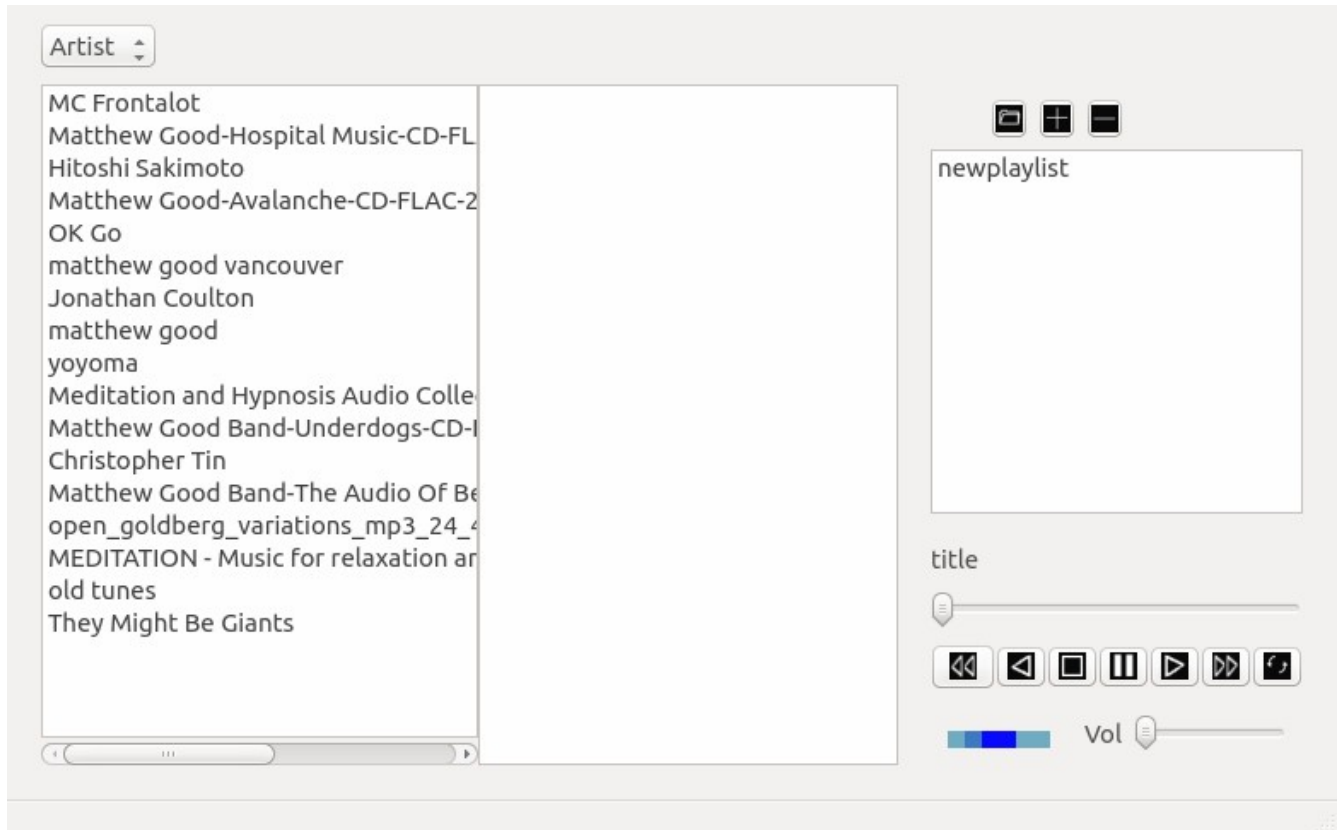 Artist
MC Frontalot
Matthew Good-Hospital Music-CD-FL
Hitoshi Sakimoto
Matthew Good-Avalanche-CD-FLAC-2
OK Go
matthew good vancouver
Jonathan Coulton
matthew good
yoyoma
Meditation and Hypnosis Audio Colle
Matthew Good Band-Underdogs-CD-
Christopher Tin
Matthew Good Band-The Audio Of Be
open_goldberg_variations_mp3_24_4
MEDITATION - Music for relaxation ar
old tunes
They Might Be Giants
newplaylist
title
Vol